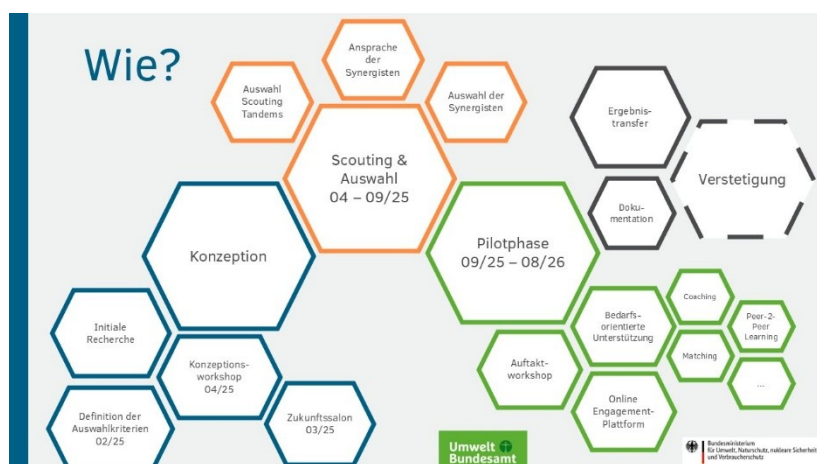 Wie?
Ansprache
der
Synergisten
Auswahl
Scouting
Tandems
Auswahl der
Synergisten
Scouting &
Auswahl
04 – 09/25
Konzeption
Initiale
Recherche
Konzeptions-
workshop
04/25
Definition der
Auswahlkriterien
02/25
Zukunftssalon
03/25
Pilotphase
09/25 – 08/26
Auftakt-
workshop
Bedarfs-
orientierte
Unterstützung
Online
Engagement-
Plattform
Coaching
Matching
Peer-2-
Peer
Learning
...
Ergebnis-
transfer
Doku-
mentation
Verstetigung
Umwelt
Bundesamt
Bundesministerium
für Umwelt, Naturschutz, nukleare Sicherheit
und Verbraucherschutz